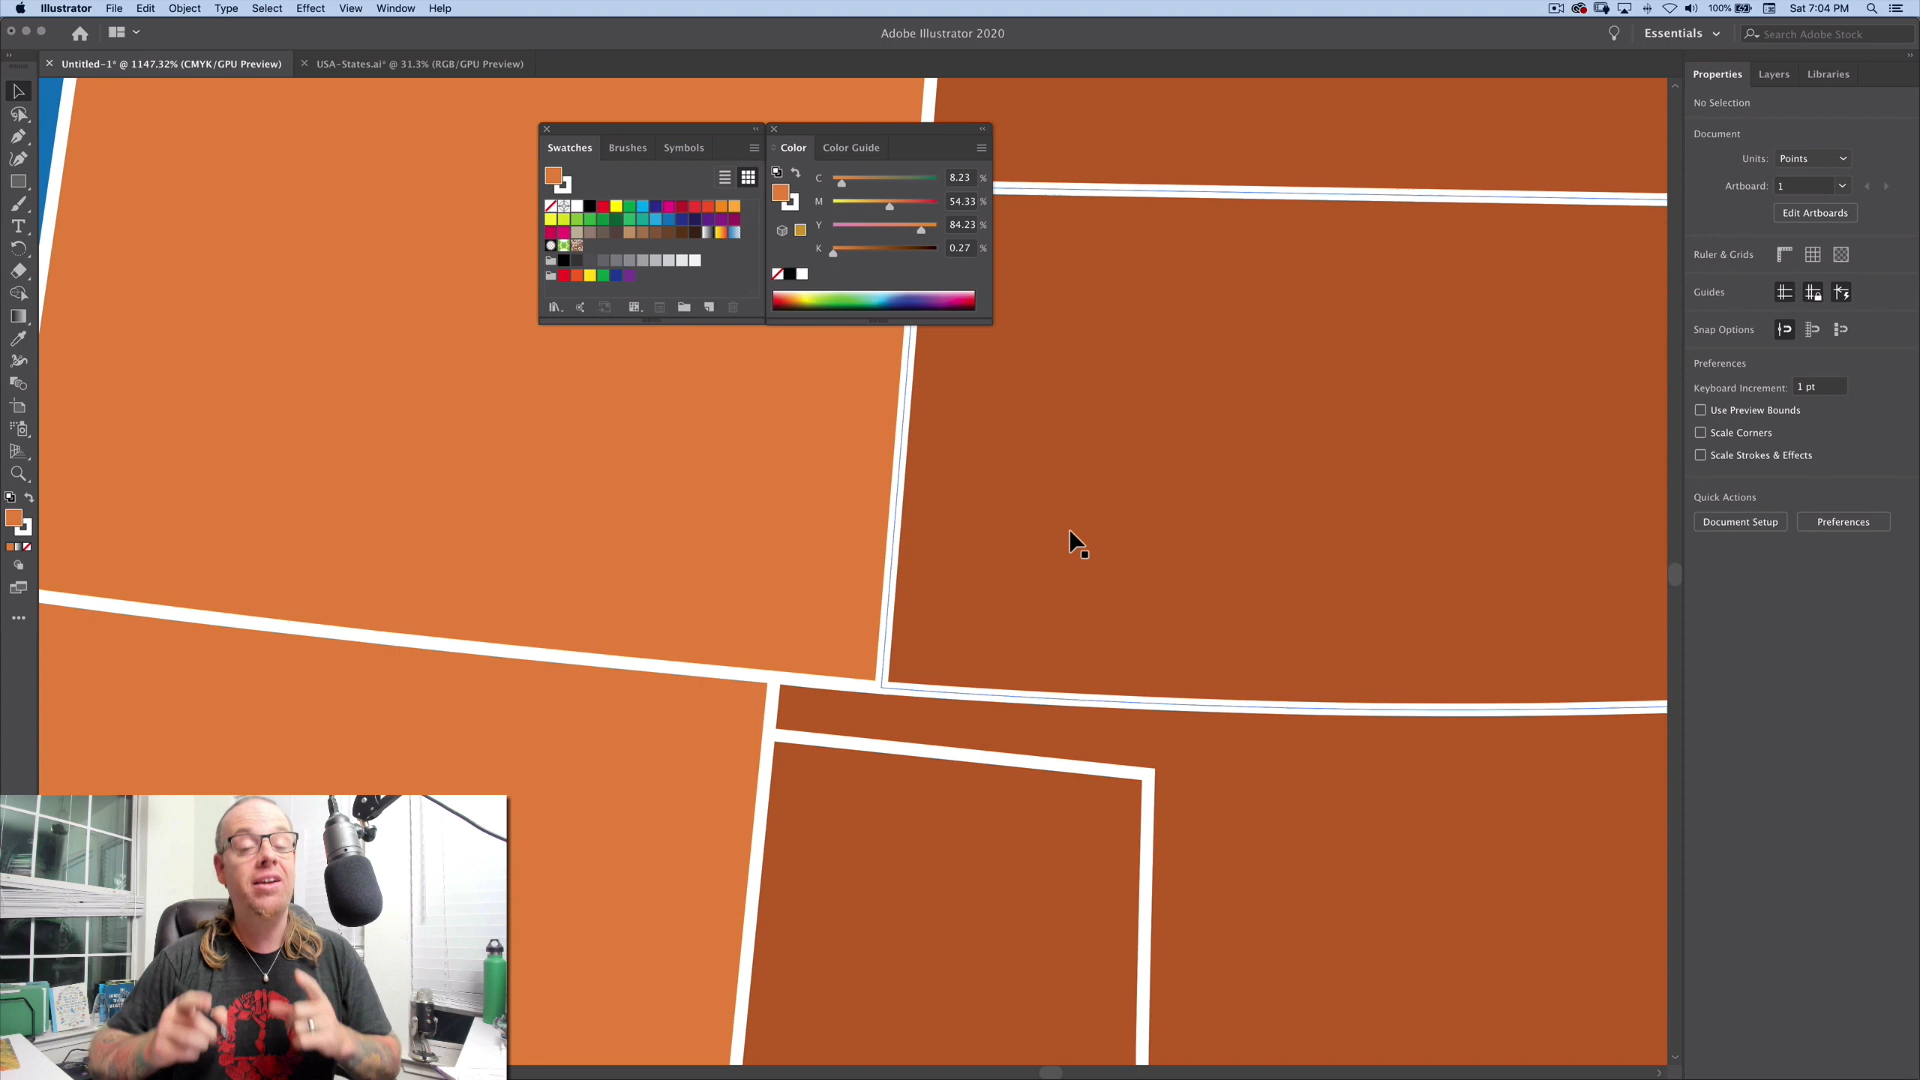 Illustrator File Edit Object Type Select Effect View Window Help 100% Sat 7:04 PM
Adobe Illustrator 2020 Essentials Search Adobe Stock
Untitled-1* @ 1147.32% (CMYK/GPU Preview) USA-States.ai* @ 31.3% (RGB/GPU Preview)
Properties Layers Libraries
No Selection
Document
Units: Points
Artboard: 1
Edit Artboards
Ruler & Grids
Guides
Snap Options
Preferences
Keyboard Increment: 1 pt
Use Preview Bounds
Scale Corners
Scale Strokes & Effects
Quick Actions
Document Setup Preferences
Swatches Brushes Symbols
Color Color Guide
C 8.23 %
M 54.33 %
Y 84.23 %
K 0.27 %